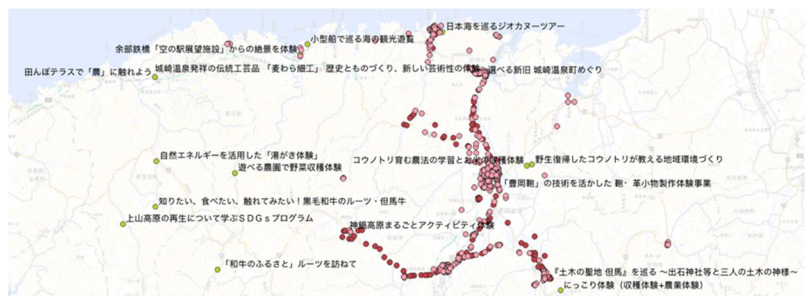 日本海を巡るジオカヌーツアー
小型船で巡る海の観光遊覧
余部鉄橋「空の駅展望施設」からの絶景を体験
田んぼテラスで「農」に触れよう
城崎温泉発祥の伝統工芸品 「麦わら細工」 歴史とものづくり、新しい芸術性の体験
選べる新旧 城崎温泉町めぐり
自然エネルギーを活用した「湯がき体験」
コウノトリ育む農法の学習とお米の収穫体験
野生復帰したコウノトリが教える地域環境づくり
遊べる農園で野菜収穫体験
「豊岡鞄」の技術を活かした 鞄・革小物製作体験事業
知りたい、食べたい、触れてみたい!黒毛和牛のルーツ・但馬牛
上山高原の再生について学ぶSDGsプログラム
神鍋高原まるごとアクティビティ体験
「和牛のふるさと」ルーツを訪ねて
『土木の聖地 但馬』を巡る ～出石神社等と三人の土木の神様～
にっこり体験(収穫体験+農業体験)